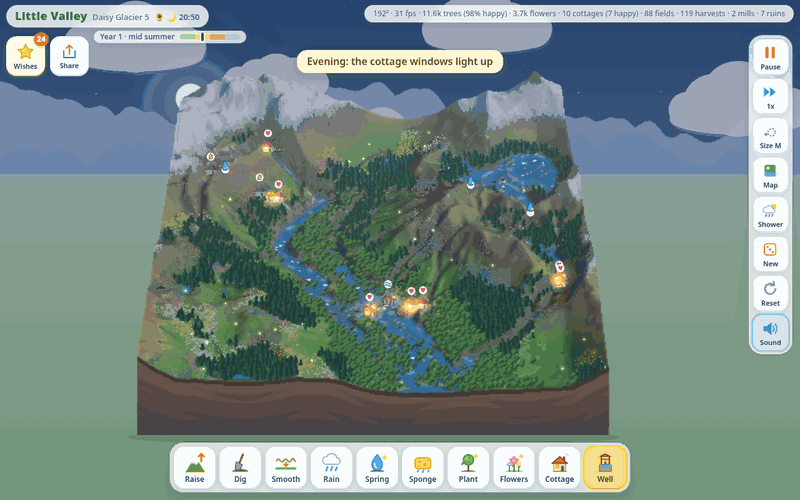 Little Valley Daisy Glacier 5 20:50
192² · 31 fps · 11.6k trees (98% happy) · 3.7k flowers · 10 cottages (7 happy) · 88 fields · 119 harvests · 2 mills · 7 ruins
Year 1 · mid summer
24
Wishes
Share
Evening: the cottage windows light up
Pause
1x
Size M
Map
Shower
New
Reset
Sound
Raise
Dig
Smooth
Rain
Spring
Sponge
Plant
Flowers
Cottage
Well